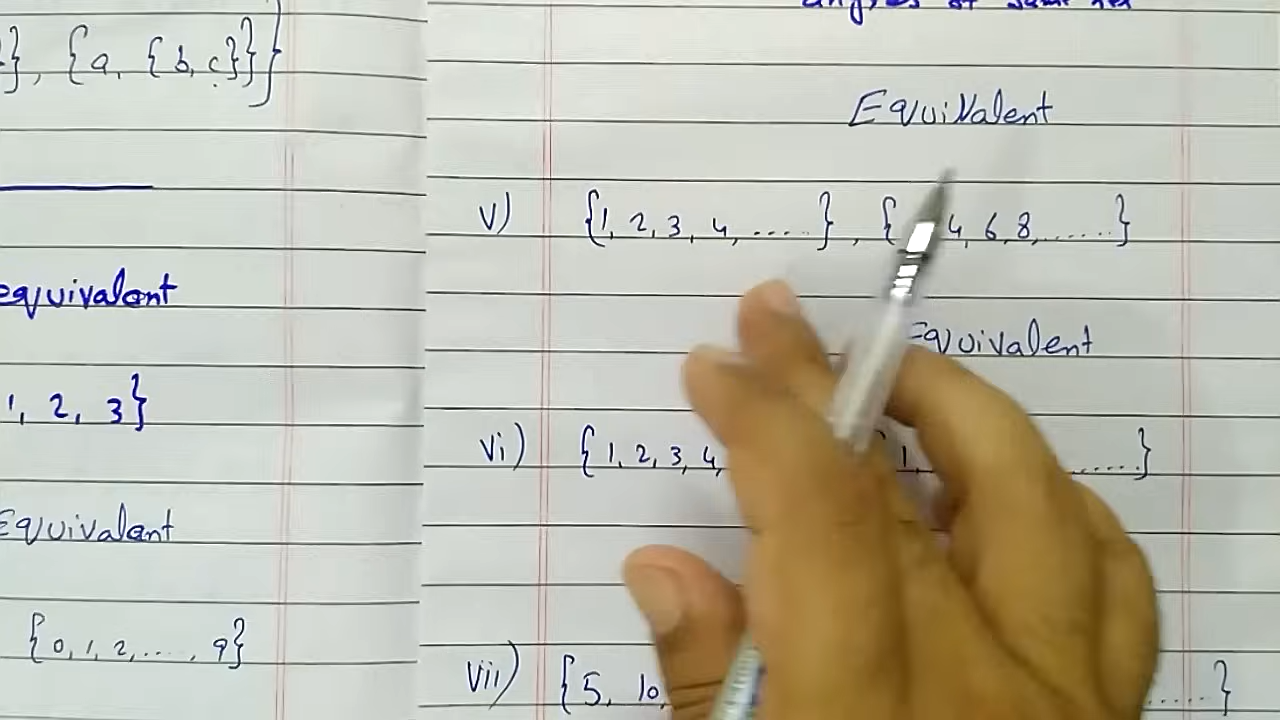 }, {a, {b, c}}}
equivalent
1, 2, 3}
Equivalent
{0, 1, 2, ...., 9}
Equivalent
v) {1, 2, 3, 4, .....} , { 4, 6, 8, ......}
Equivalent
vi) {1, 2, 3, 4, 1, .....}
vii) {5, 10, .....}